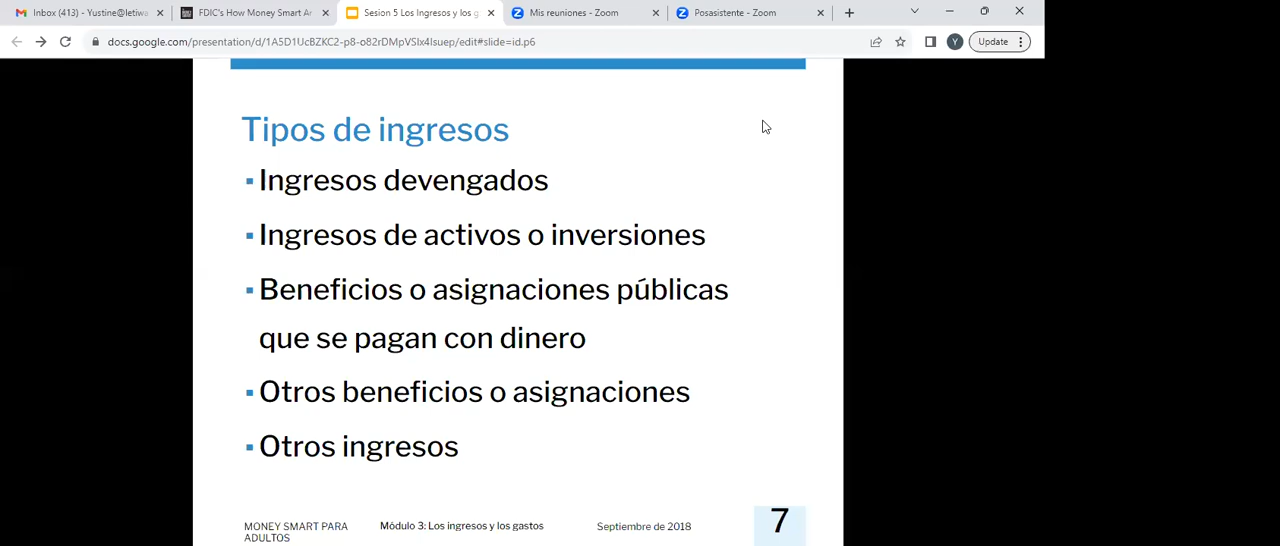 Inbox (413) - Yustine@letiwa
FDIC's How Money Smart Ar
Sesion 5 Los Ingresos y los g
Mis reuniones - Zoom
Posasistente - Zoom
docs.google.com/presentation/d/1A5D1UcBZKC2-p8-o82rDMpVSIx4Isuep/edit#slide=id.p6
Y
Update
Tipos de ingresos
Ingresos devengados
Ingresos de activos o inversiones
Beneficios o asignaciones públicas
que se pagan con dinero
Otros beneficios o asignaciones
Otros ingresos
MONEY SMART PARA
ADULTOS
Módulo 3: Los ingresos y los gastos
Septiembre de 2018
7